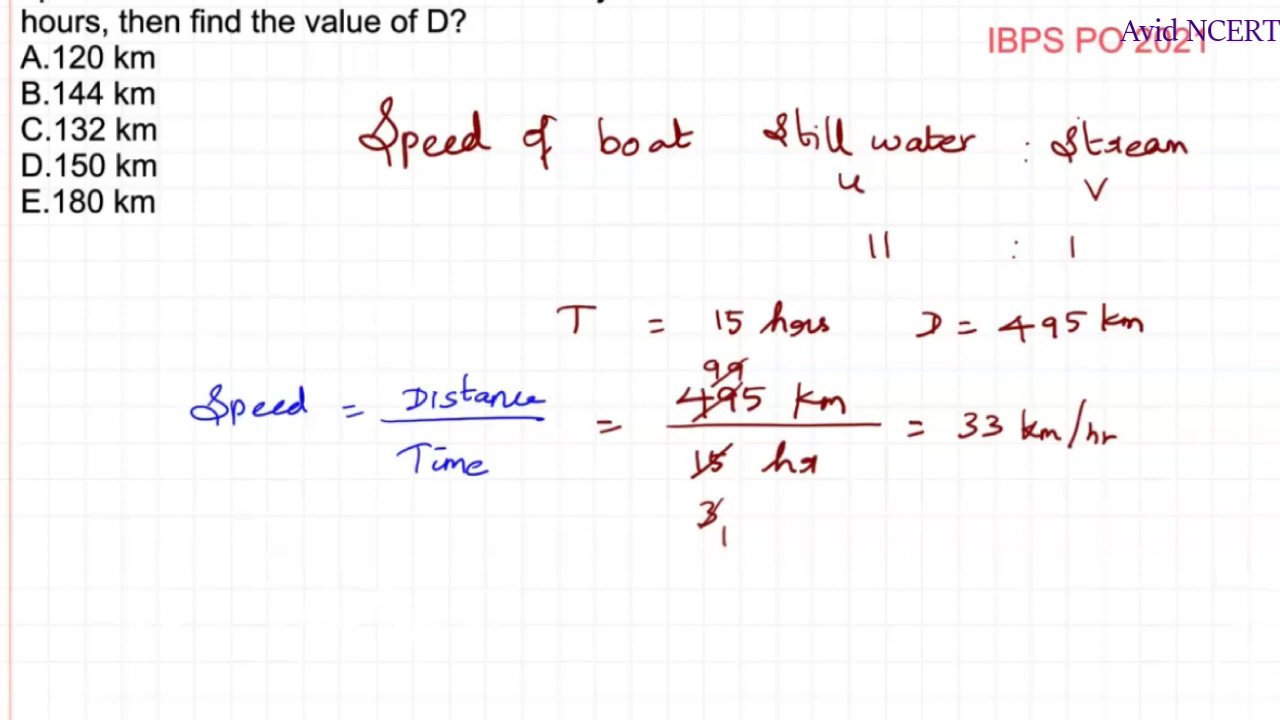 hours, then find the value of D?
Avid NCERT
IBPS PO 2021
A.120 km
B.144 km
C.132 km
D.150 km
E.180 km
Speed of boat Still water : Stream
u V
11 : 1
T = 15 hors D = 495 km
99
Speed = Distance / Time = 495 km / 15 hr = 33 km/hr
3
1